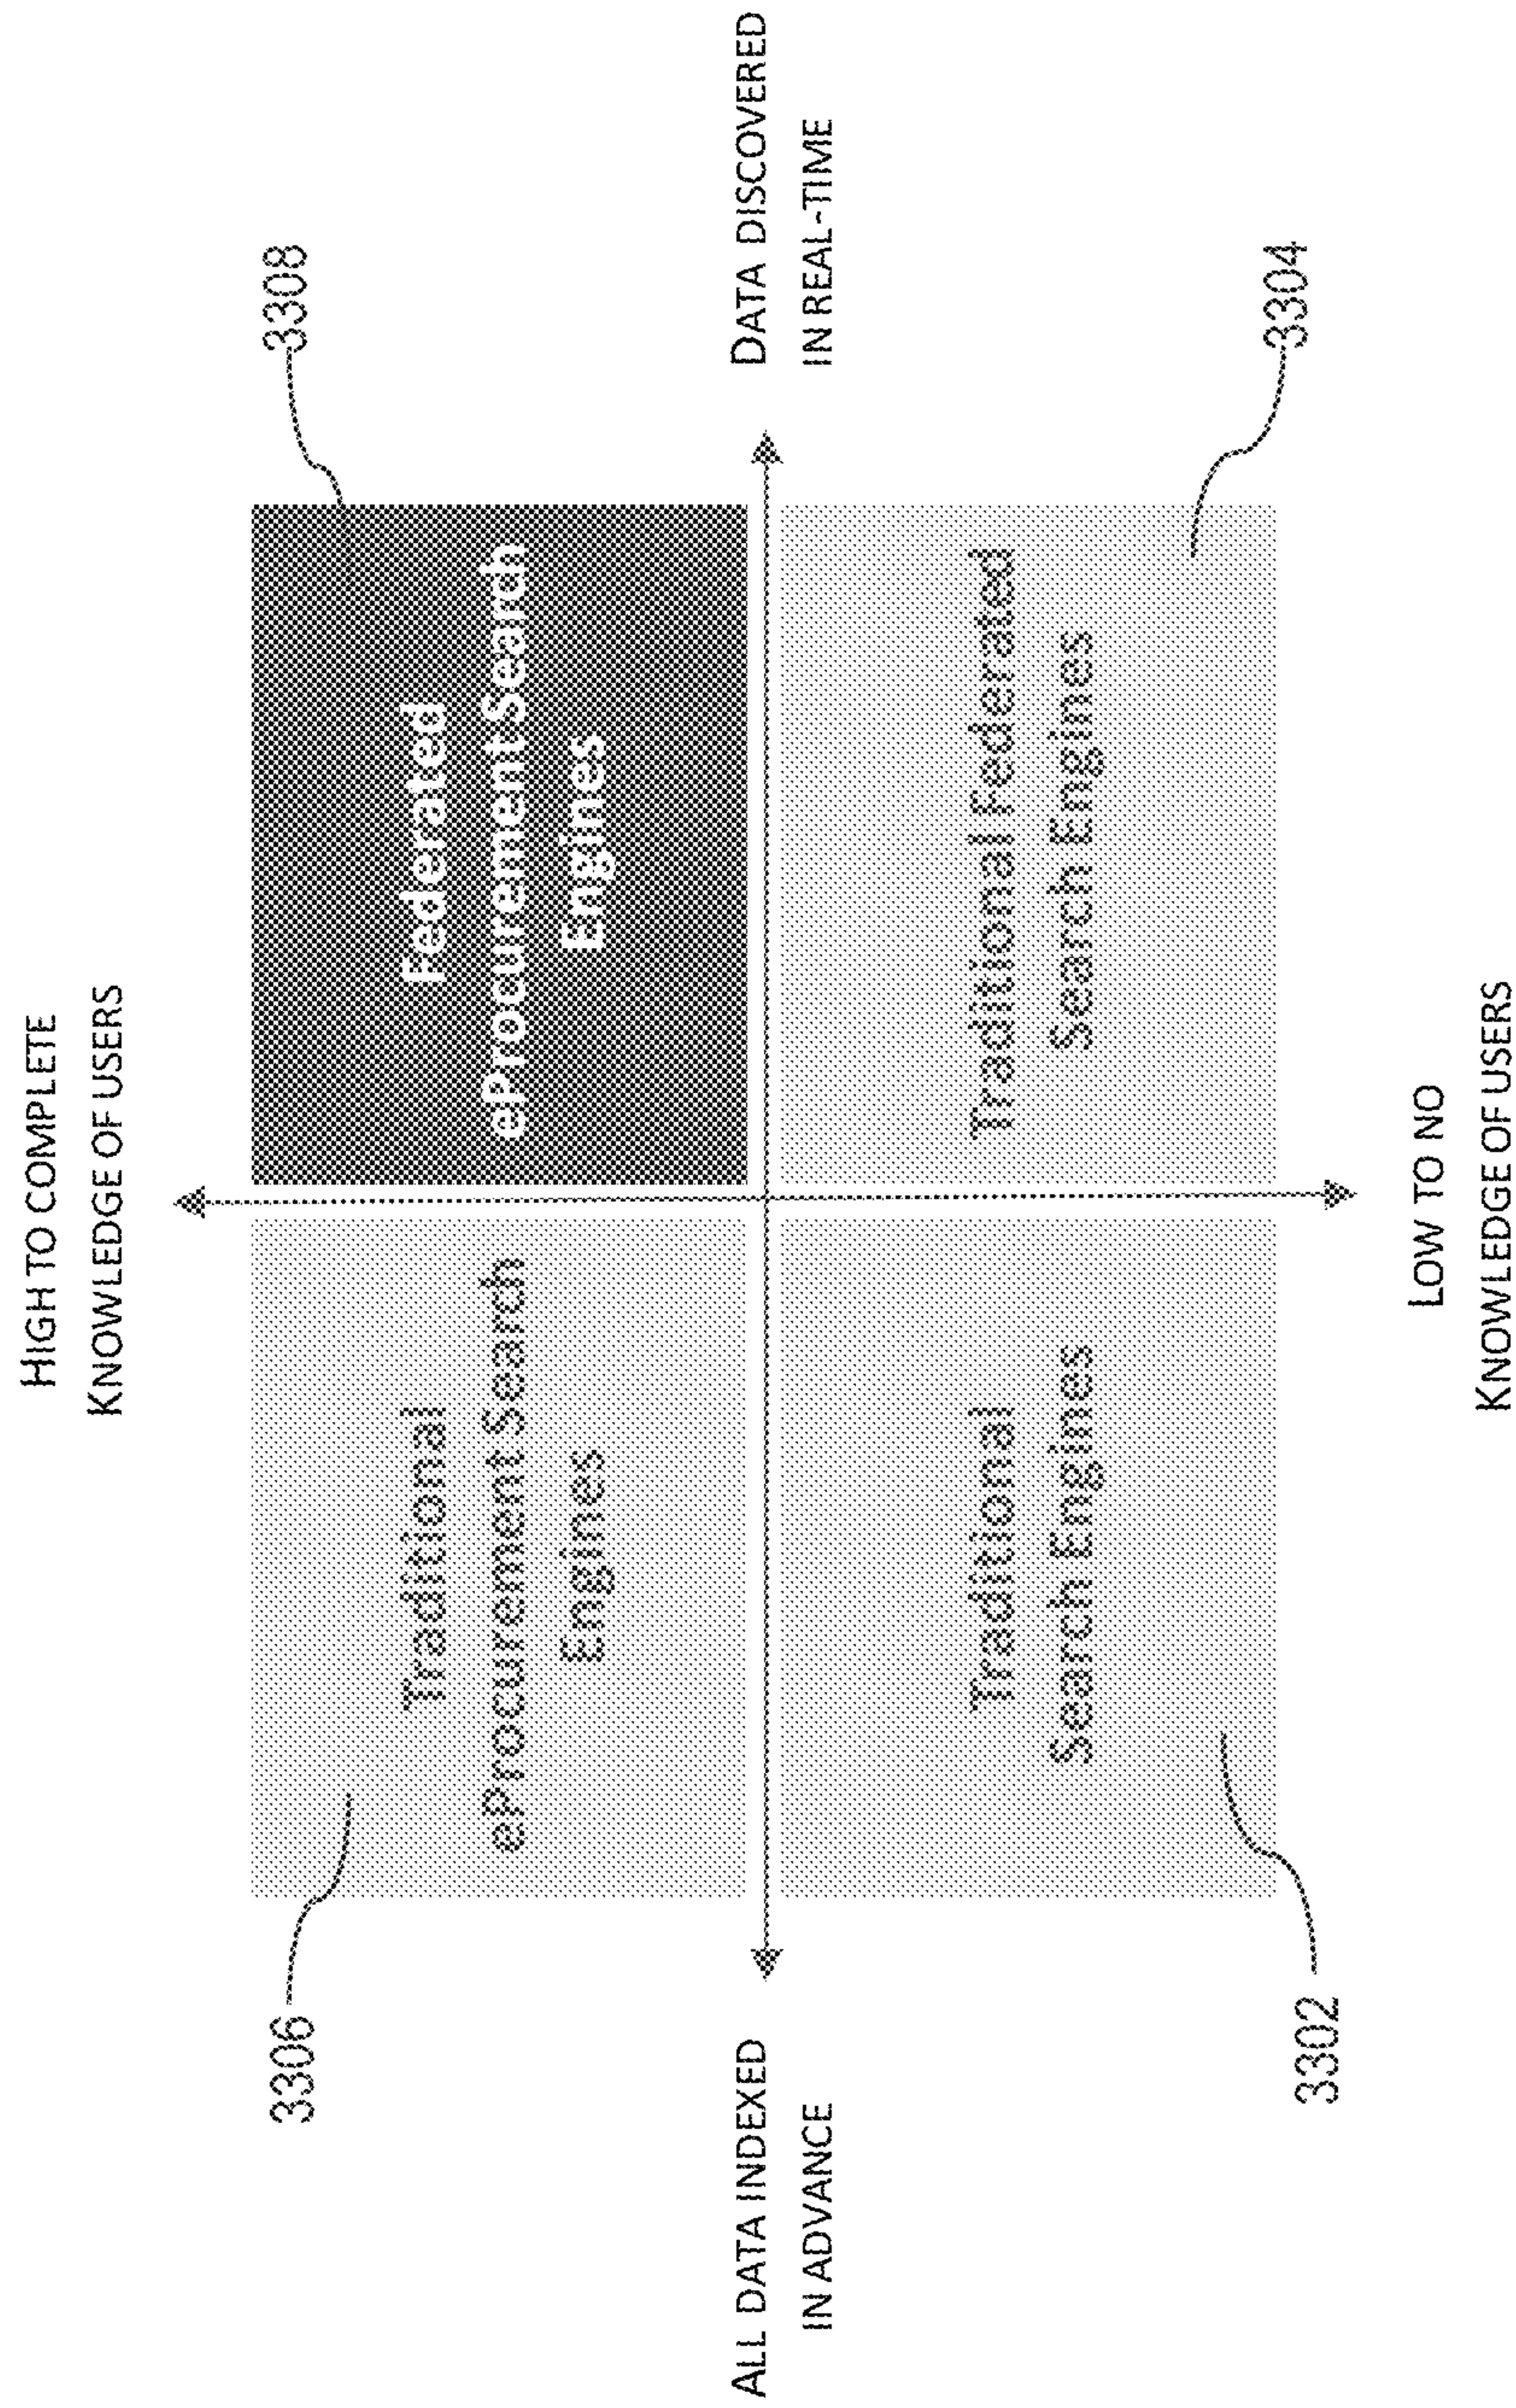 HIGH TO COMPLETE
KNOWLEDGE OF USERS
3306
3308
Traditional
eProcurement Search
Engines
Federated
eProcurement Search
Engines
ALL DATA INDEXED
IN ADVANCE
DATA DISCOVERED
IN REAL-TIME
Traditional
Search Engines
Traditional Federated
Search Engines
3302
3304
LOW TO NO
KNOWLEDGE OF USERS